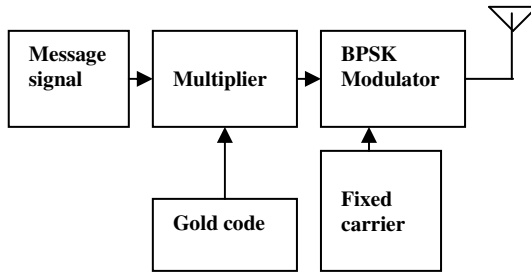 Message
signal
Multiplier
BPSK
Modulator
Gold code
Fixed
carrier